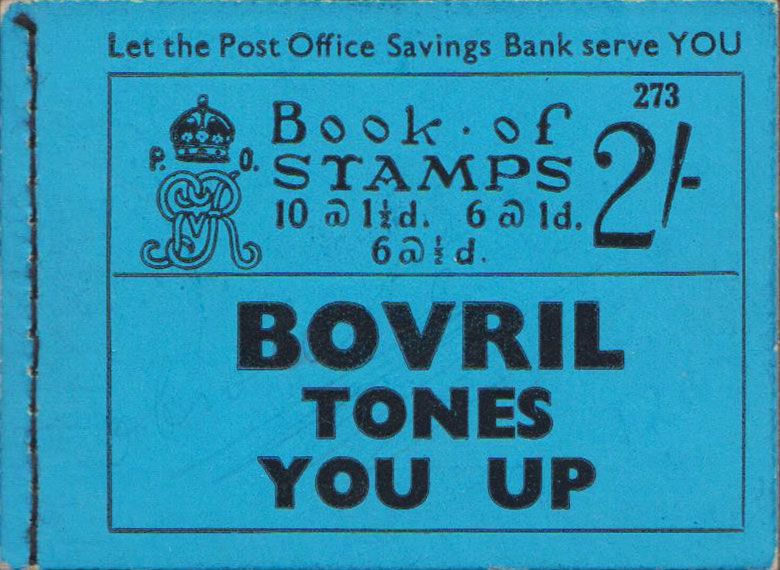 Let the Post Office Savings Bank serve YOU
273
P. O.
Book · of
STAMPS
2/-
10 @ 1½d. 6 @ 1d.
6 @ ½d.
BOVRIL
TONES
YOU UP